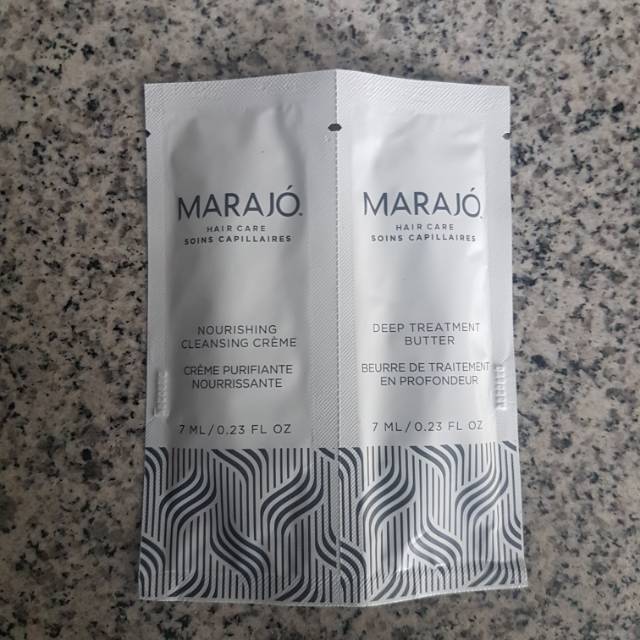 MARAJÓ
HAIR CARE
SOINS CAPILLAIRES
NOURISHING
CLEANSING CRÈME
CRÈME PURIFIANTE
NOURRISSANTE
7 ML/0.23 FL OZ
MARAJÓ
HAIR CARE
SOINS CAPILLAIRES
DEEP TREATMENT
BUTTER
BEURRE DE TRAITEMENT
EN PROFONDEUR
7 ML/0.23 FL OZ